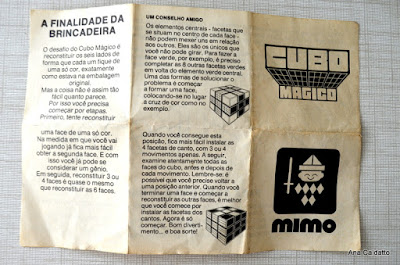 A FINALIDADE DA
BRINCADEIRA
O desafio do Cubo Mágico é
reconstituir os seis lados de
forma que cada um fique de
uma só cor, exatamente
como estava na embalagem
original.
Mas a coisa não é assim tão
fácil quanto parece.
Por isso você precisa
começar por etapas.
Primeiro, tente reconstituir
uma face de uma só cor.
Na medida em que você vai
jogando já fica mais fácil
obter a segunda face. E com
isso você já pode se
considerar um gênio.
Em seguida, reconstituir 3 ou
4 faces é quase o mesmo
que reconstituir as 6 faces.
UM CONSELHO AMIGO
Os elementos centrais - facetas que
se situam no centro de cada face -
não podem mexer uns em relação
aos outros. Eles são os únicos que
você não pode girar. Para fazer a
face verde, por exemplo, é preciso
completar as 8 outras facetas verdes
em volta do elemento verde central.
Uma das formas de solucionar o
problema é começar
a formar uma face,
colocando-se no lugar
a cruz de cor como no
exemplo.
Quando você consegue esta
posição, fica mais fácil instalar as
4 facetas de canto, com 3 ou 4
movimentos apenas. A seguir,
examine atentamente todas as
facetas do cubo, antes e depois
de cada movimento. Lembre-se: é
possível que você precise voltar a
uma posição anterior. Quando você
terminar uma face e começar a
reconstituir as outras faces, é melhor
que você comece por
instalar as facetas dos
cantos. Agora é só
começar. Bom diverti-
mento... e boa sorte!
CUBO
MÁGICO
mimo
Ana Caldatto